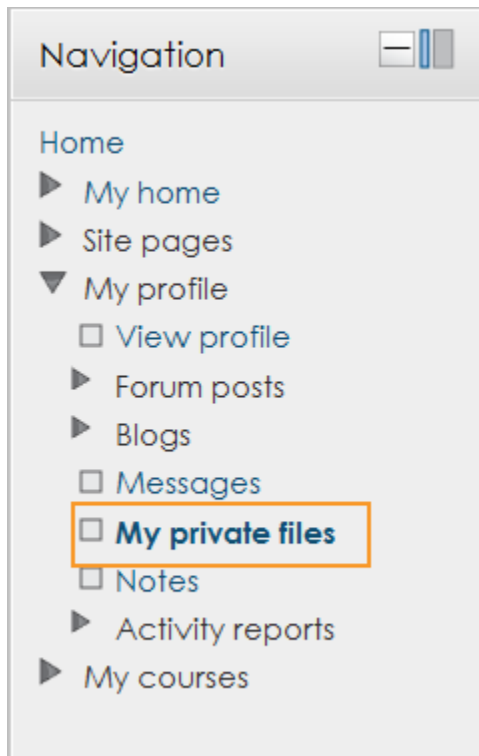 Navigation
Home
My home
Site pages
My profile
View profile
Forum posts
Blogs
Messages
My private files
Notes
Activity reports
My courses